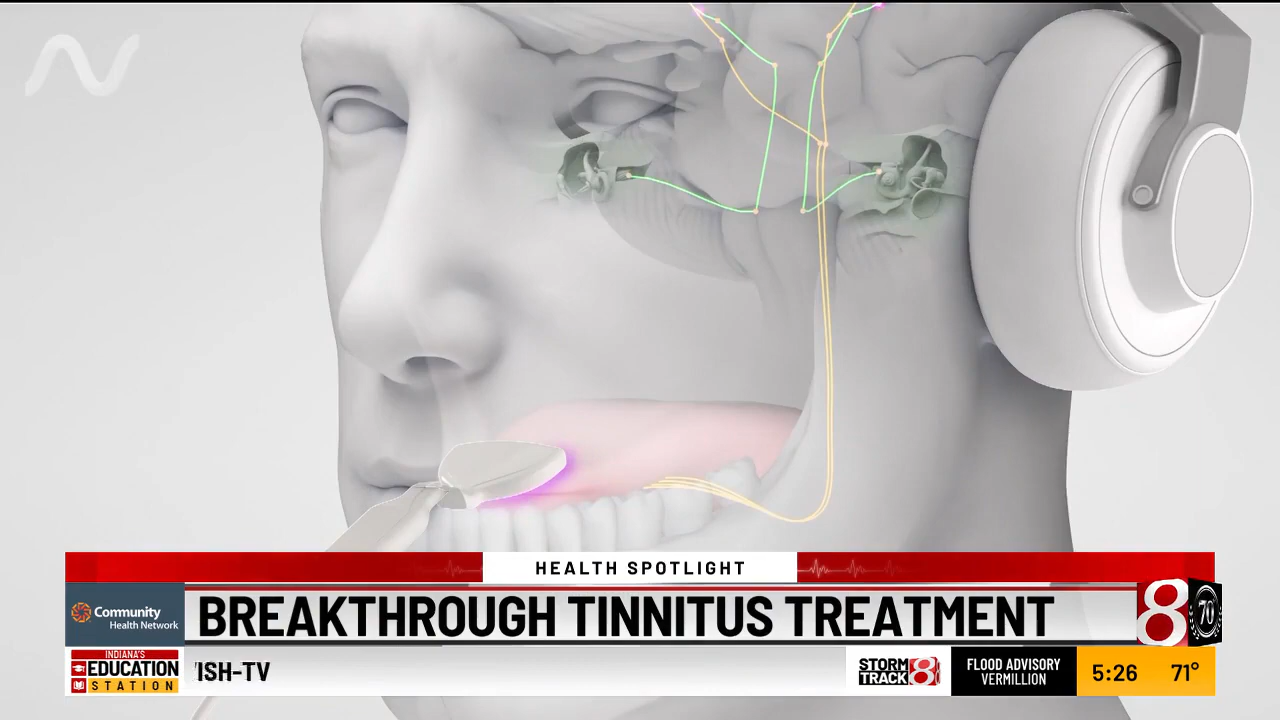 HEALTH SPOTLIGHT
Community
Health Network
BREAKTHROUGH TINNITUS TREATMENT
8
70
INDIANA'S
EDUCATION
STATION
'ISH-TV
STORM
TRACK 8
FLOOD ADVISORY
VERMILLION
5:26 71°